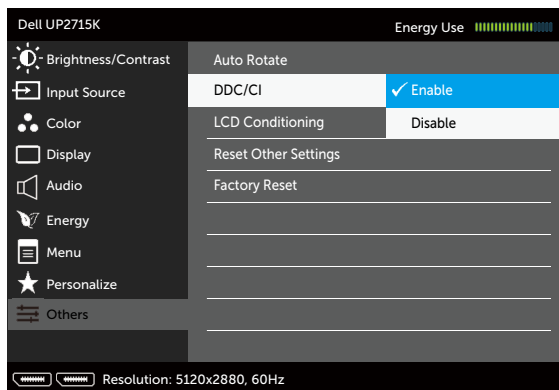 Dell UP2715K
Energy Use
Brightness/Contrast
Auto Rotate
Input Source
DDC/CI
Enable
Color
LCD Conditioning
Disable
Display
Reset Other Settings
Audio
Factory Reset
Energy
Menu
Personalize
Others
Resolution: 5120x2880, 60Hz